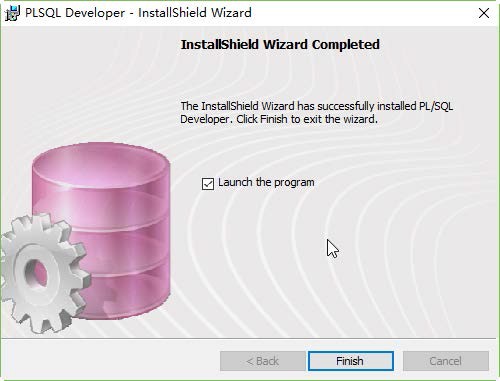 PLSQL Developer - InstallShield Wizard
InstallShield Wizard Completed
The InstallShield Wizard has successfully installed PL/SQL
Developer. Click Finish to exit the wizard.
Launch the program
< Back
Finish
Cancel